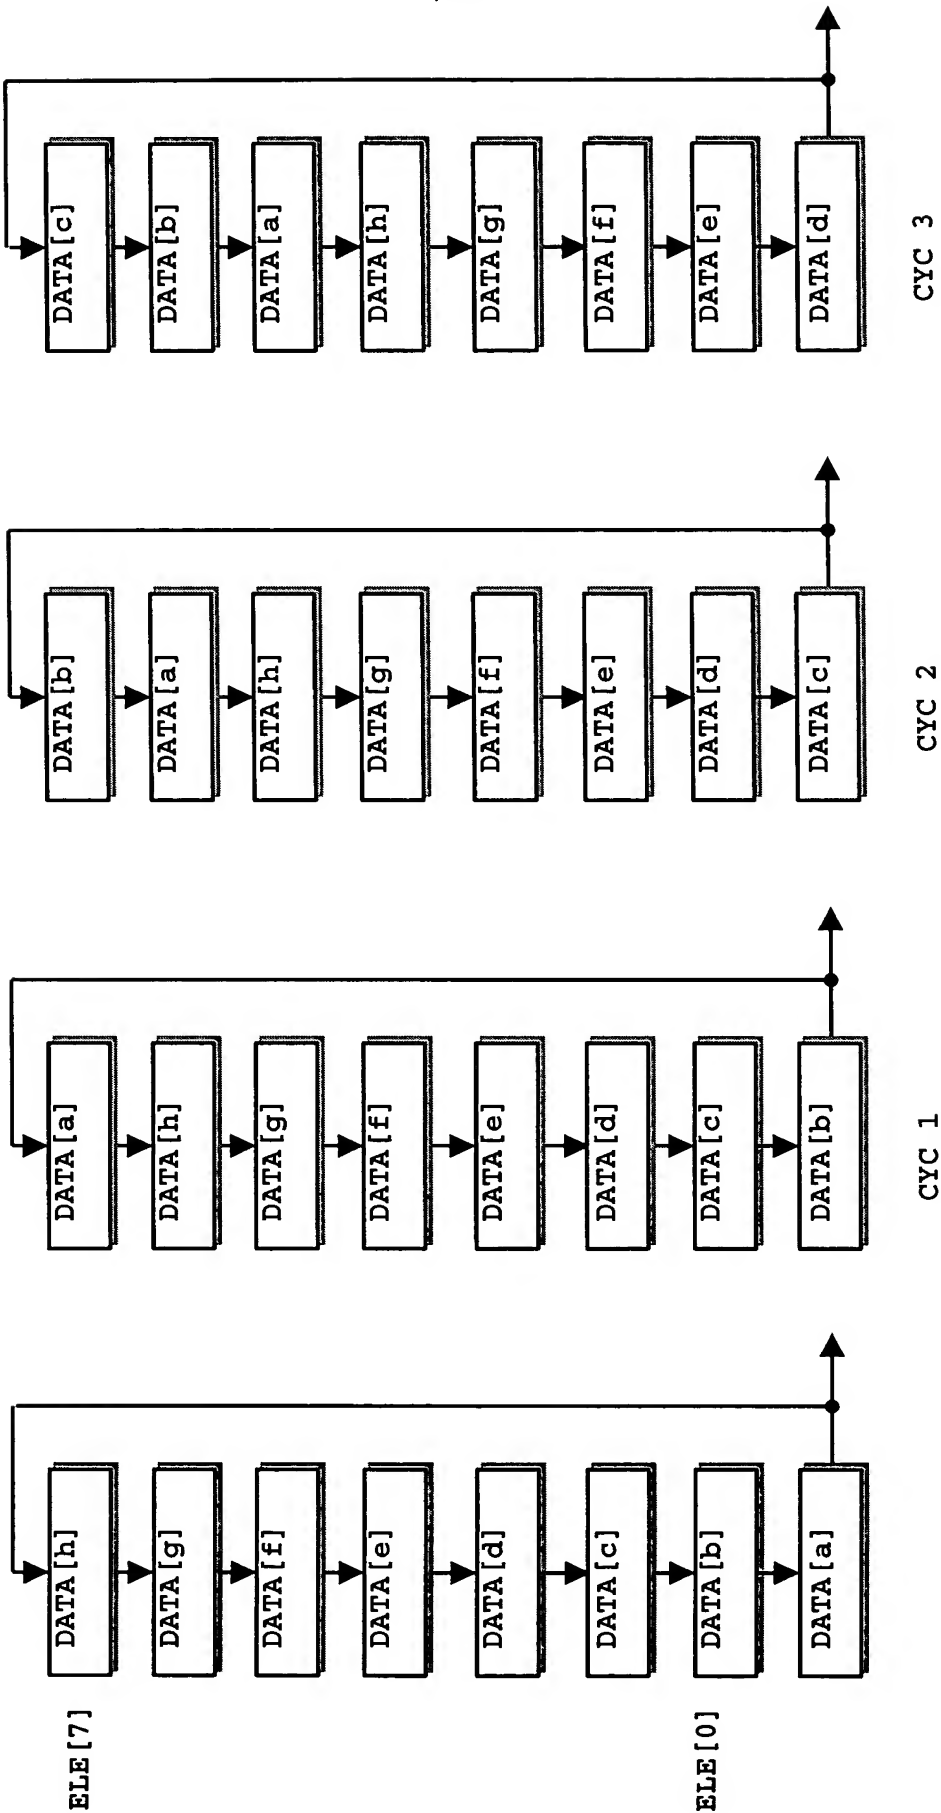 ELE[7] DATA[h] DATA[a] DATA[b] DATA[c]
DATA[g] DATA[h] DATA[a] DATA[b]
DATA[f] DATA[g] DATA[h] DATA[a]
DATA[e] DATA[f] DATA[g] DATA[h]
DATA[d] DATA[e] DATA[f] DATA[g]
DATA[c] DATA[d] DATA[e] DATA[f]
ELE[0] DATA[b] DATA[c] DATA[d] DATA[e]
DATA[a] DATA[b] DATA[c] DATA[d]
CYC 1 CYC 2 CYC 3